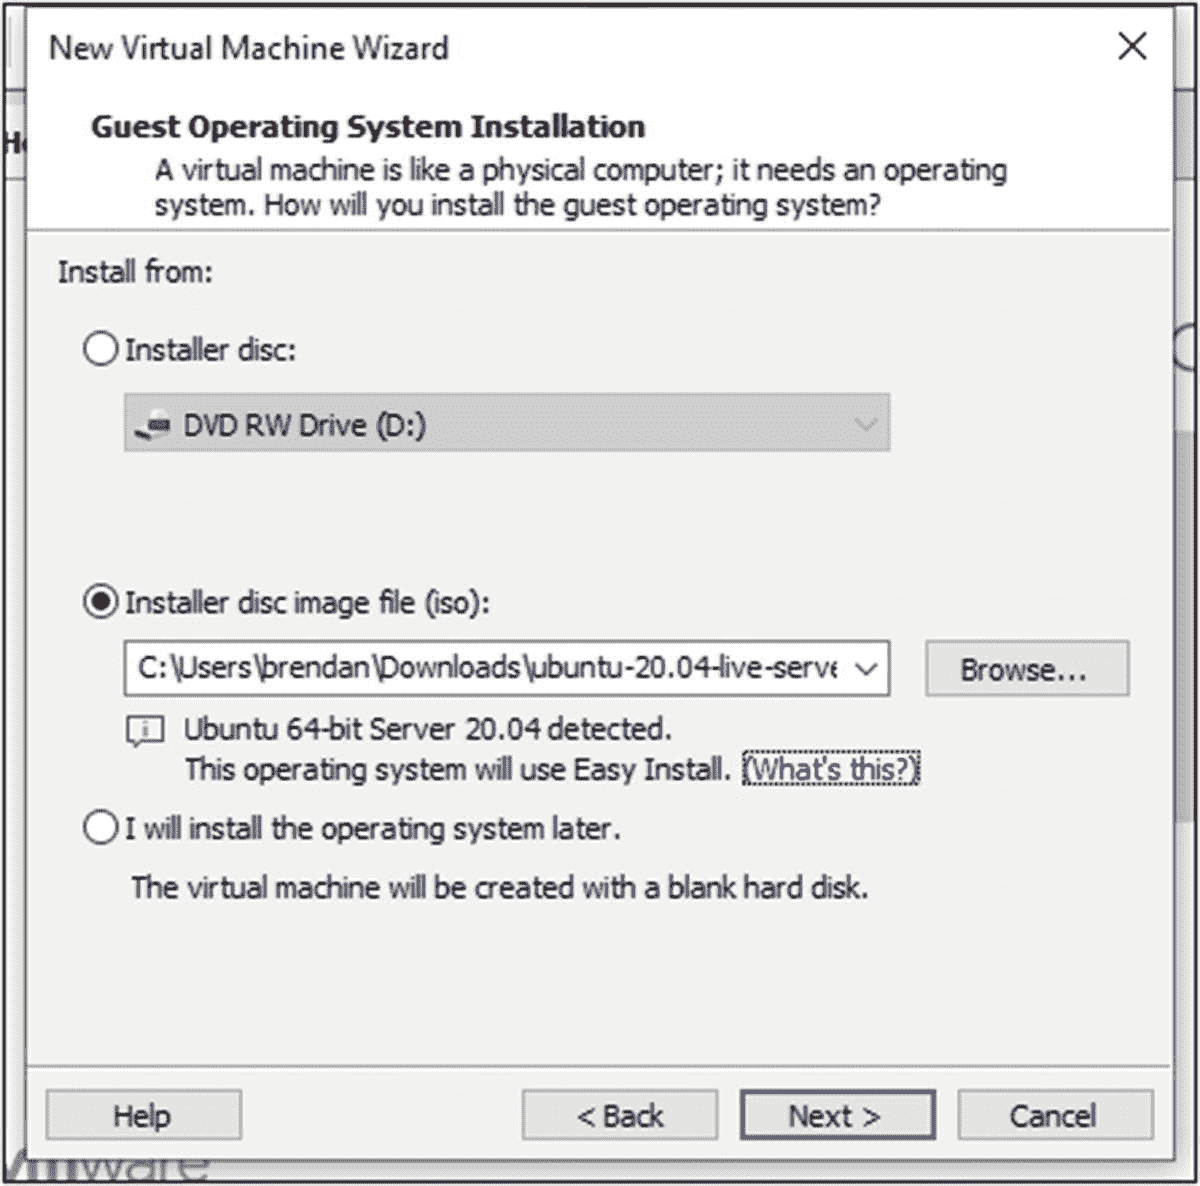 New Virtual Machine Wizard
Guest Operating System Installation
A virtual machine is like a physical computer; it needs an operating
system. How will you install the guest operating system?
Install from:
Installer disc:
DVD RW Drive (D:)
Installer disc image file (iso):
C:\Users\brendan\Downloads\ubuntu-20.04-live-serve
Browse...
Ubuntu 64-bit Server 20.04 detected.
This operating system will use Easy Install. (What's this?)
I will install the operating system later.
The virtual machine will be created with a blank hard disk.
Help
< Back
Next >
Cancel
vmware